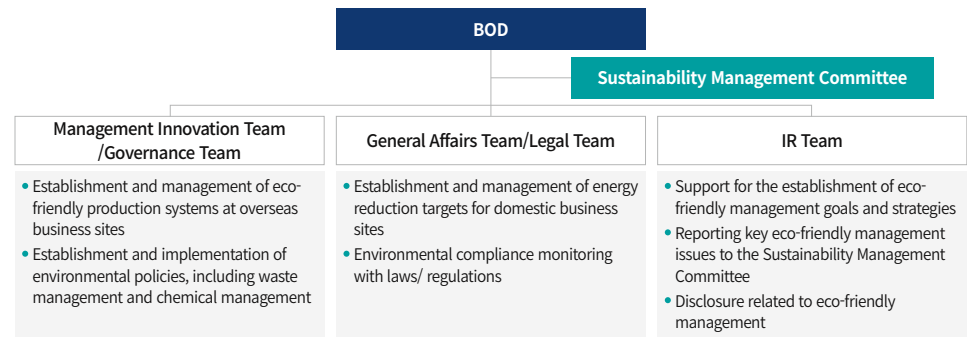 BOD
Sustainability Management Committee
Management Innovation Team
/Governance Team
• Establishment and management of eco-
friendly production systems at overseas
business sites
• Establishment and implementation of
environmental policies, including waste
management and chemical management
General Affairs Team/Legal Team
• Establishment and management of energy
reduction targets for domestic business
sites
• Environmental compliance monitoring
with laws/ regulations
IR Team
• Support for the establishment of eco-
friendly management goals and strategies
• Reporting key eco-friendly management
issues to the Sustainability Management
Committee
• Disclosure related to eco-friendly
management